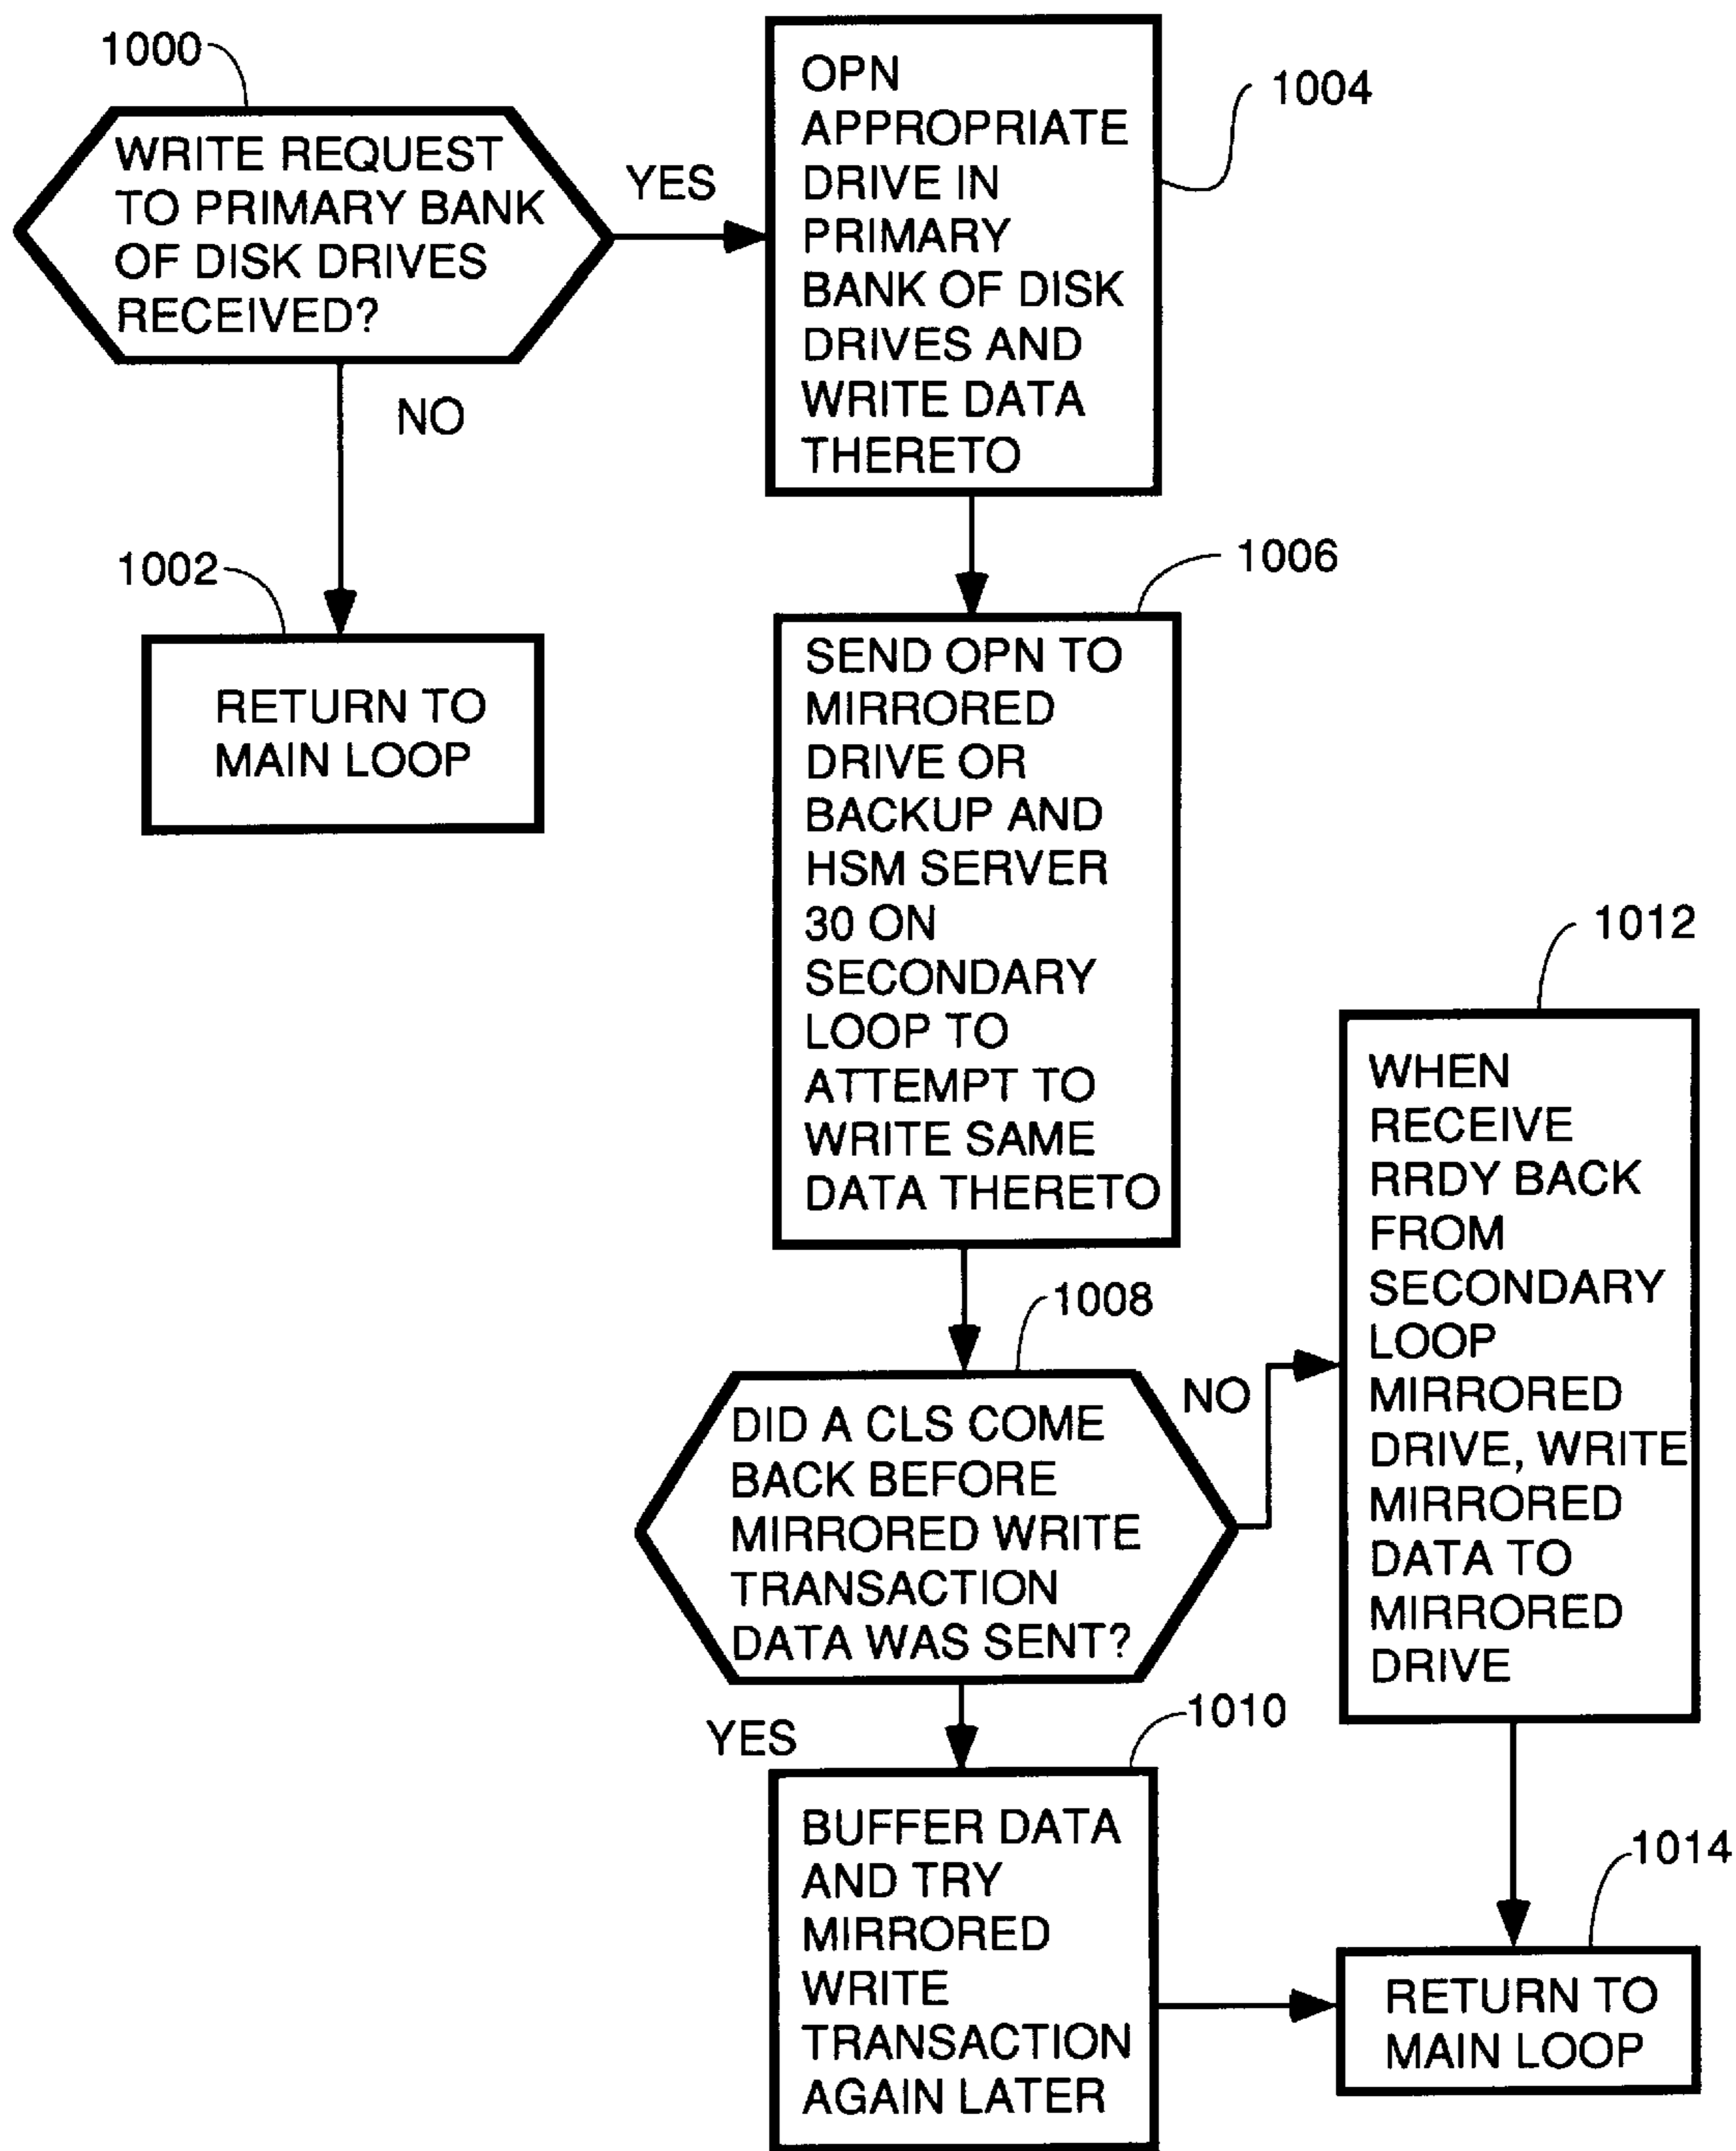 1000
WRITE REQUEST
TO PRIMARY BANK
OF DISK DRIVES
RECEIVED?
YES
NO
1002
RETURN TO
MAIN LOOP
1004
OPN
APPROPRIATE
DRIVE IN
PRIMARY
BANK OF DISK
DRIVES AND
WRITE DATA
THERETO
1006
SEND OPN TO
MIRRORED
DRIVE OR
BACKUP AND
HSM SERVER
30 ON
SECONDARY
LOOP TO
ATTEMPT TO
WRITE SAME
DATA THERETO
1008
DID A CLS COME
BACK BEFORE
MIRRORED WRITE
TRANSACTION
DATA WAS SENT?
NO
YES
1012
WHEN
RECEIVE
RRDY BACK
FROM
SECONDARY
LOOP
MIRRORED
DRIVE, WRITE
MIRRORED
DATA TO
MIRRORED
DRIVE
1010
BUFFER DATA
AND TRY
MIRRORED
WRITE
TRANSACTION
AGAIN LATER
1014
RETURN TO
MAIN LOOP